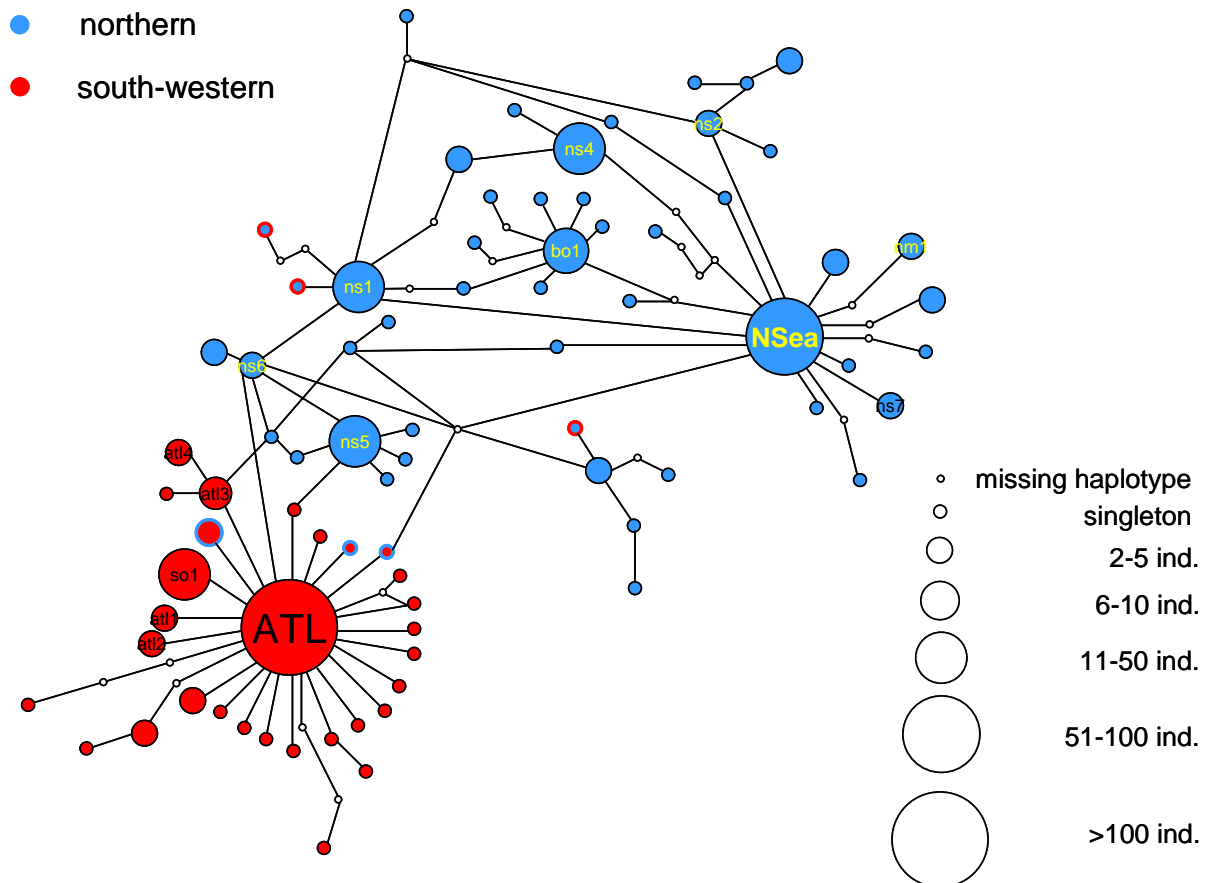 northern
south-western
ns2
ns4
bo1
nm1
ns1
NSea
ns6
ns7
ns5
atl4
atl3
missing haplotype
singleton
2-5 ind.
so1
6-10 ind.
atl1
ATL
atl2
11-50 ind.
51-100 ind.
>100 ind.